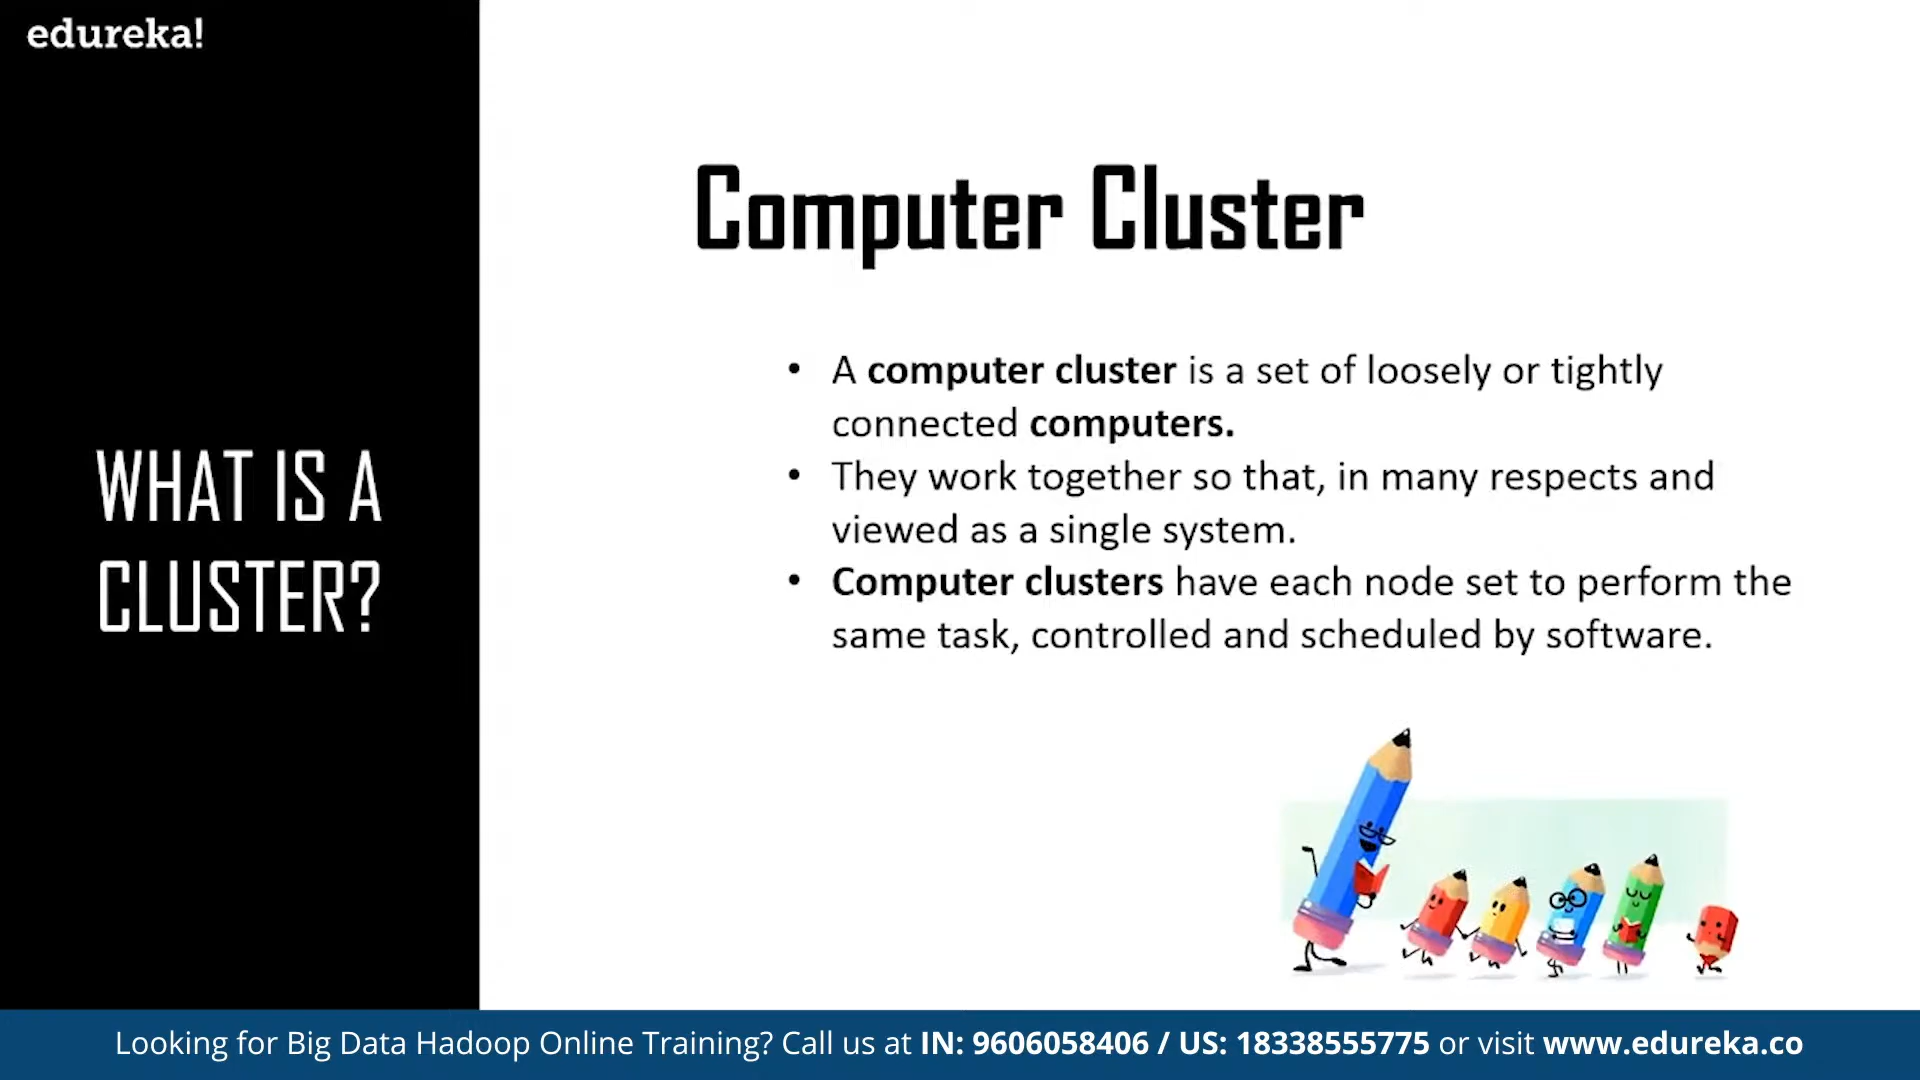 edureka!
WHAT IS A
CLUSTER?
Computer Cluster
• A computer cluster is a set of loosely or tightly
connected computers.
• They work together so that, in many respects and
viewed as a single system.
• Computer clusters have each node set to perform the
same task, controlled and scheduled by software.
Looking for Big Data Hadoop Online Training? Call us at IN: 9606058406 / US: 18338555775 or visit www.edureka.co